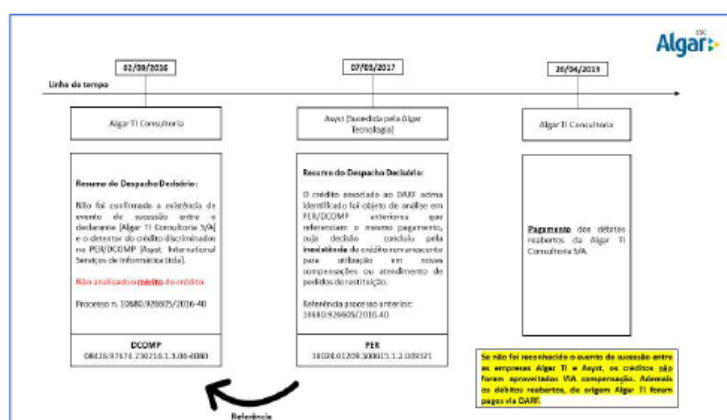 CSC
Algar
02/09/2016
07/03/2017
26/04/2019
Linha do tempo
Algar TI Consultoria
Asyst (Sucedida pela Algar
Tecnologia)
Algar TI Consultoria
Resumo do Despacho Decisório:
Não foi confirmada a existência de
evento de sucessão entre o
declarante [Algar TI Consultoria S/A]
e o detentor do crédito discriminados
no PER/DCOMP [Asyst International
Serviços de Informática Ltda].
Não analisado o mérito do crédito.
Processo n. 10680.926605/2016-40
DCOMP
Resumo do Despacho Decisório:
O crédito associado ao DARF acima
identificado foi objeto de análise em
PER/DCOMP anteriores que
referenciam o mesmo pagamento,
cuja decisão concluiu pela
inexistência de crédito remanescente
para utilização em novas
compensações ou atendimento de
pedidos de restituição.
Referência processo anterior:
10680.926605/2016-40
PER
Pagamento dos débitos
reabertos da Algar TI
Consultoria S/A.
Se não foi reconhecido o evento de sucessão entre
as empresas Algar TI e Asyst, os créditos não
foram aproveitados VIA compensação. Ademais
os débitos reabertos, de origem Algar TI foram
pagos via DARF.
Referência